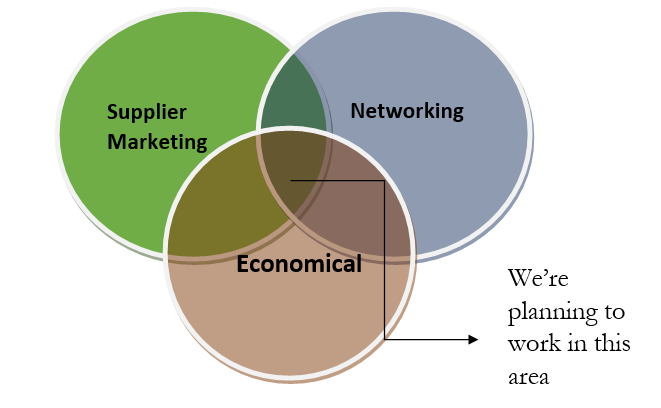 Supplier
Marketing
Networking
Economical
We’re
planning to
work in this
area